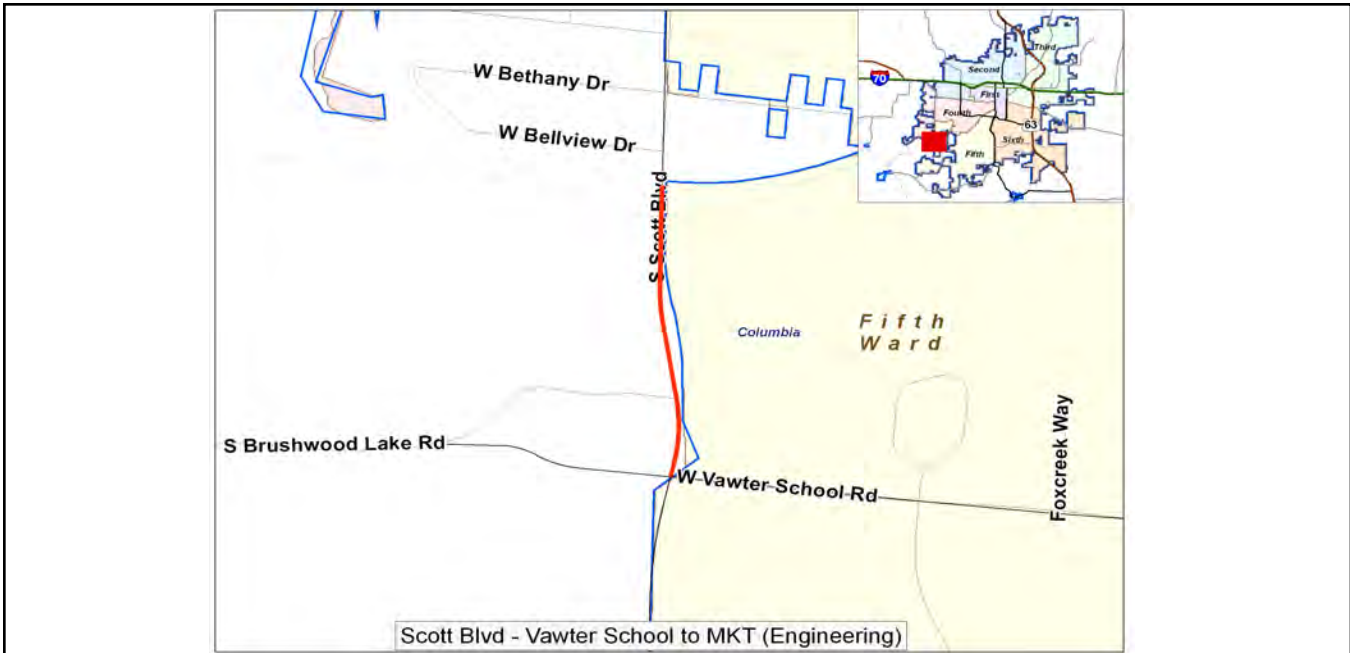 W Bethany Dr
W Bellview Dr
S Scott Blvd
Third
Second
70
First
Fourth
63
Sixth
Fifth
Columbia
Fifth
Ward
S Brushwood Lake Rd
W Vawter School Rd
Foxcreek Way
Scott Blvd - Vawter School to MKT (Engineering)